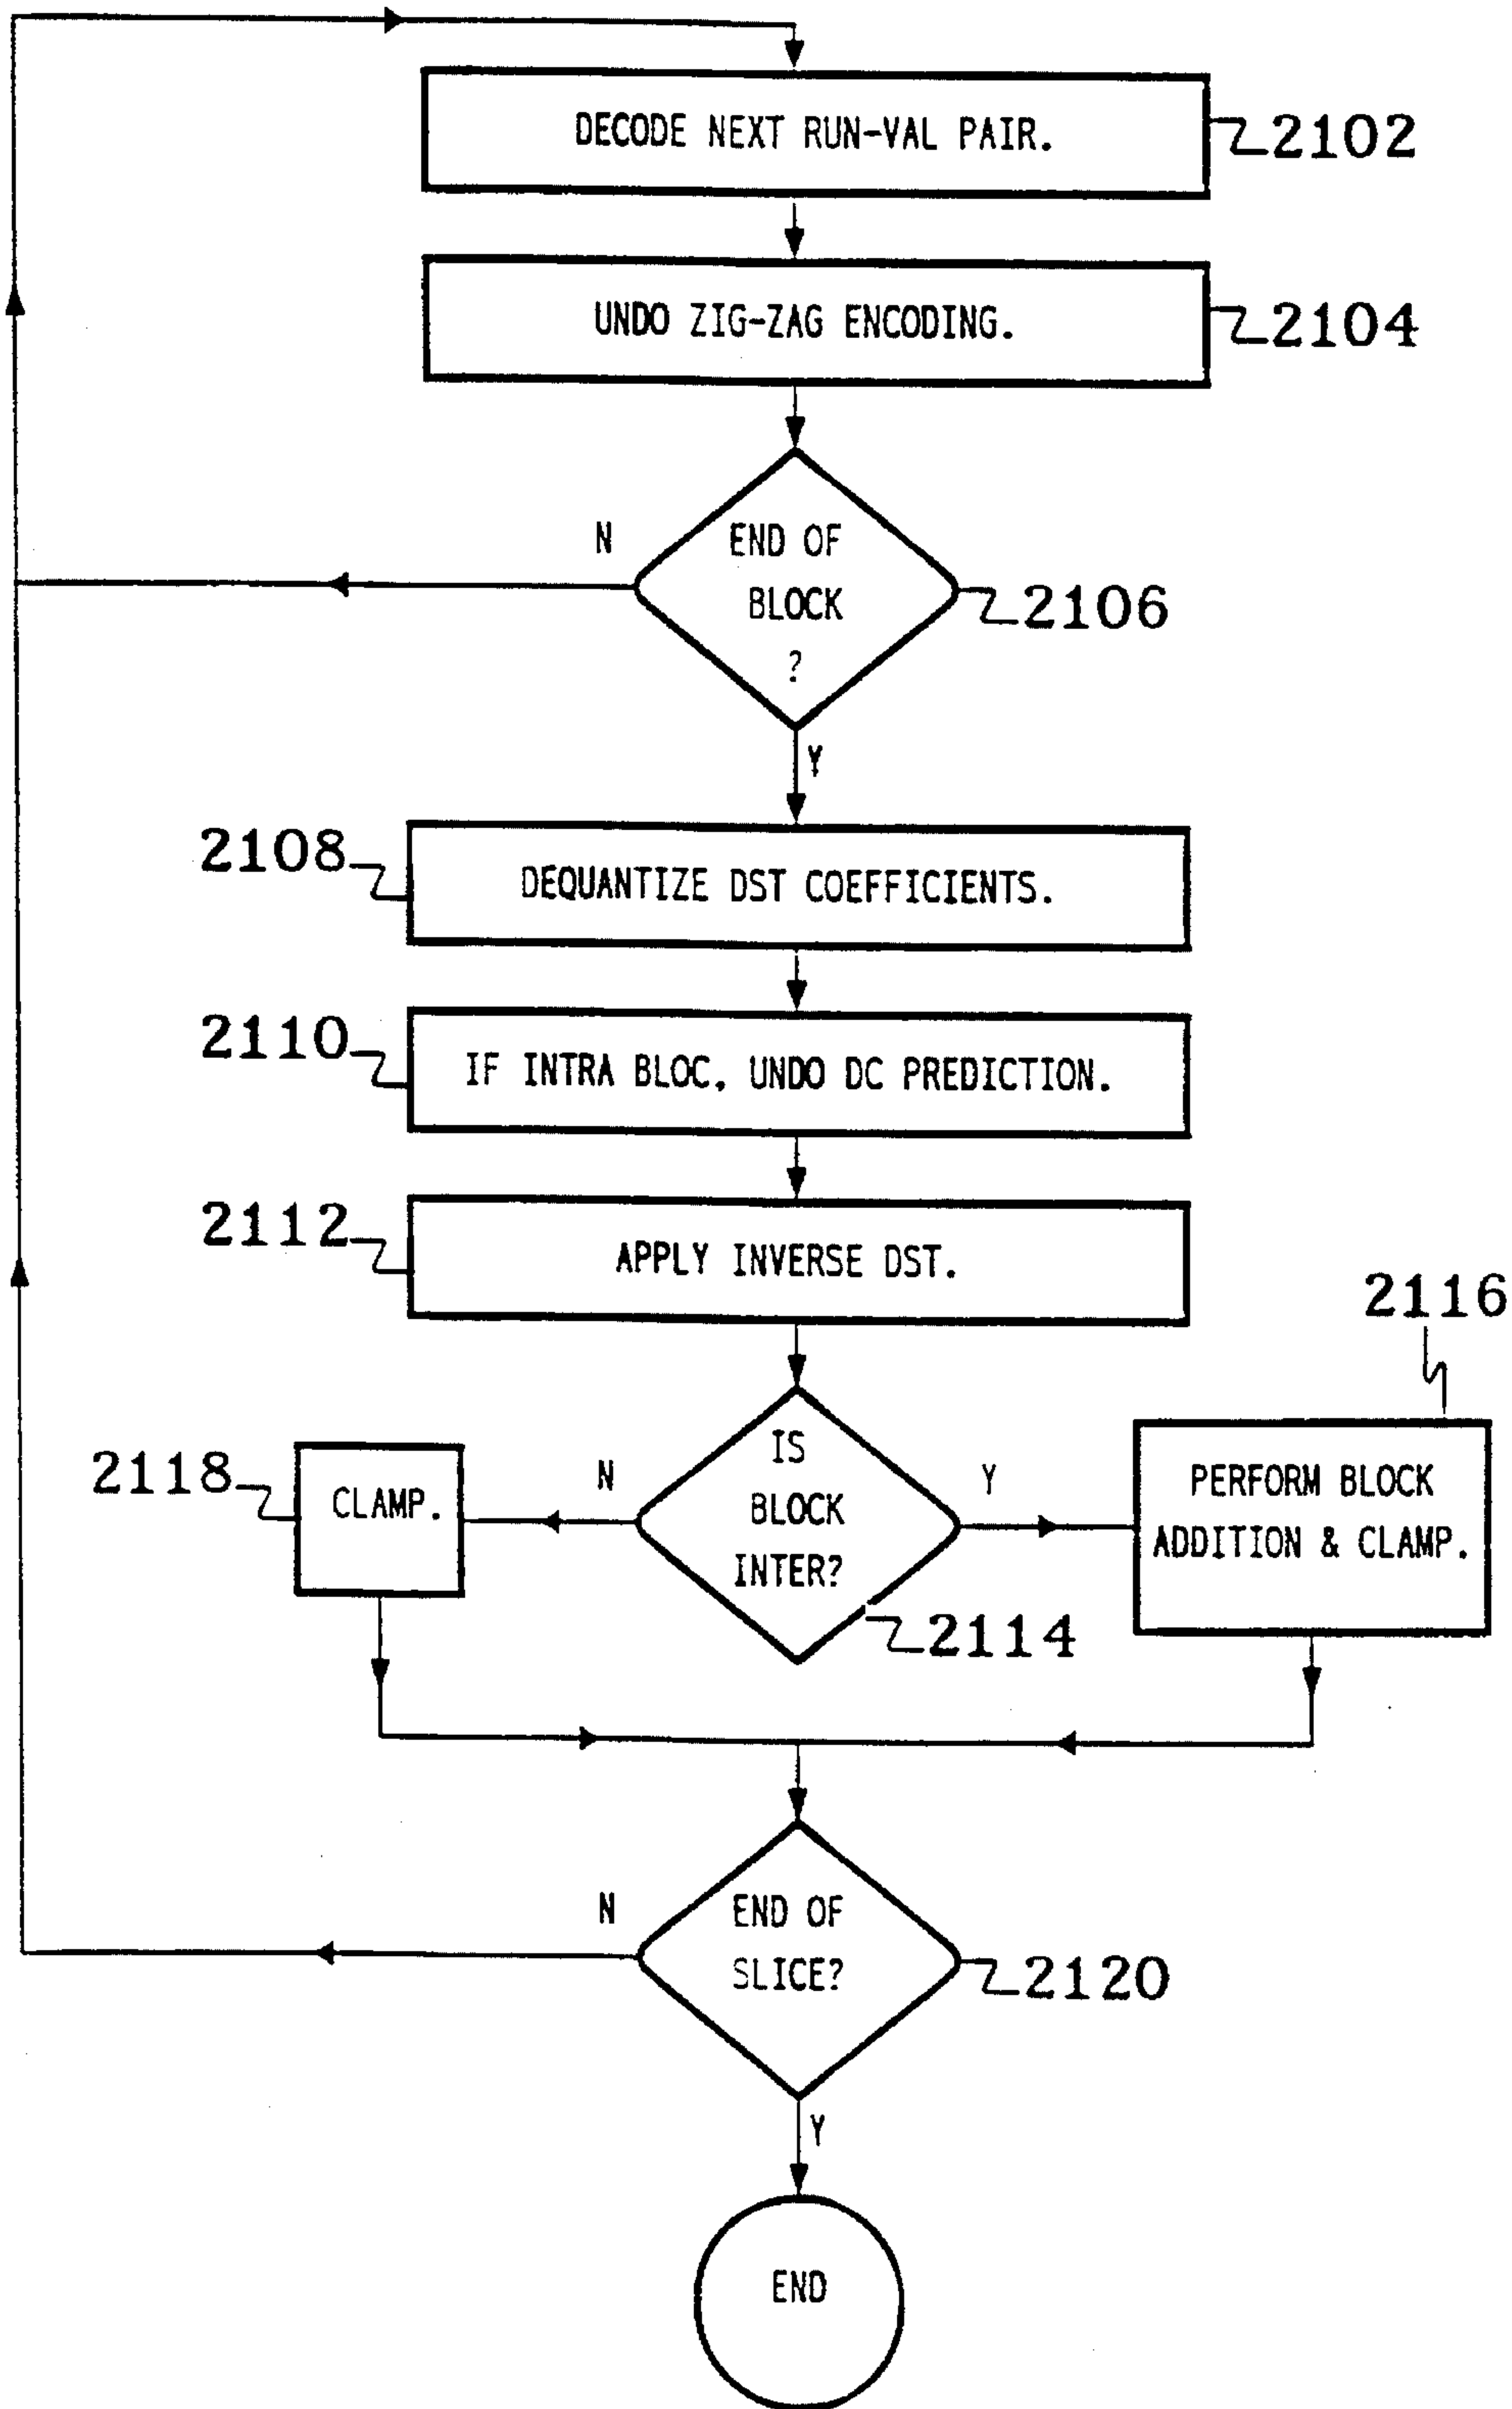 DECODE NEXT RUN-VAL PAIR.
2102
UNDO ZIG-ZAG ENCODING.
2104
N
END OF
BLOCK
?
2106
Y
2108
DEQUANTIZE DST COEFFICIENTS.
2110
IF INTRA BLOC, UNDO DC PREDICTION.
2112
APPLY INVERSE DST.
2116
2118
CLAMP.
N
IS
BLOCK
INTER?
Y
2114
PERFORM BLOCK
ADDITION & CLAMP.
N
END OF
SLICE?
2120
Y
END